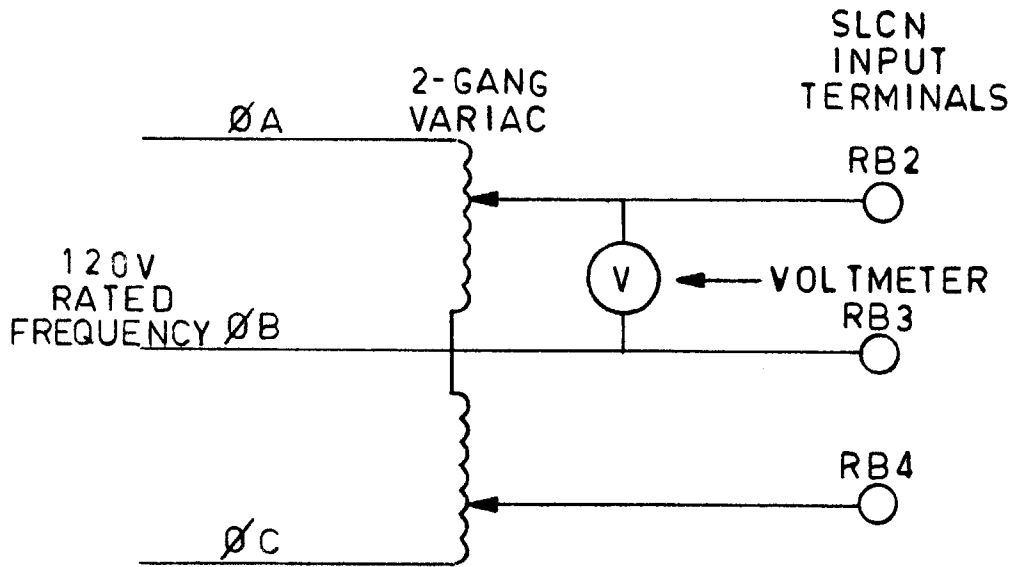 SLCN
INPUT
TERMINALS
2-GANG
VARIAC
ØA
RB2
120V
RATED
FREQUENCY ØB
V
VOLTMETER
RB3
RB4
ØC